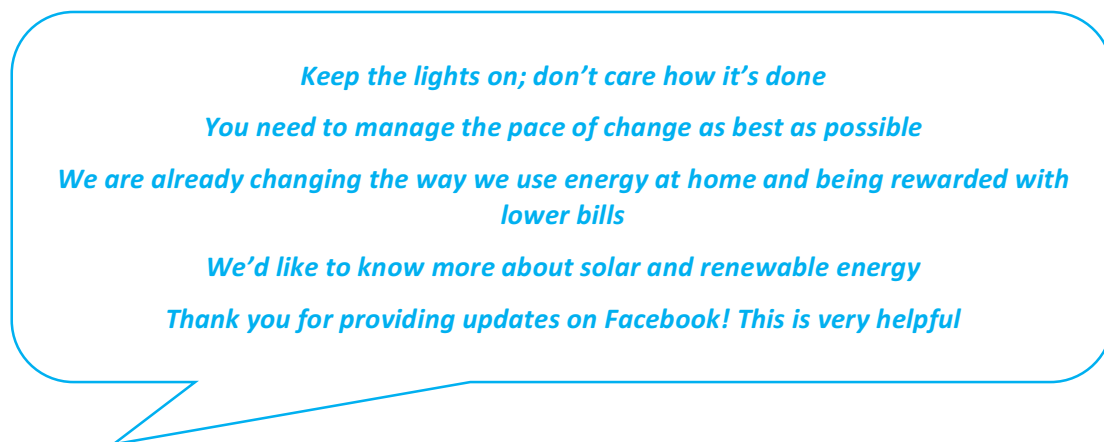 Keep the lights on; don’t care how it’s done
You need to manage the pace of change as best as possible
We are already changing the way we use energy at home and being rewarded with
lower bills
We’d like to know more about solar and renewable energy
Thank you for providing updates on Facebook! This is very helpful